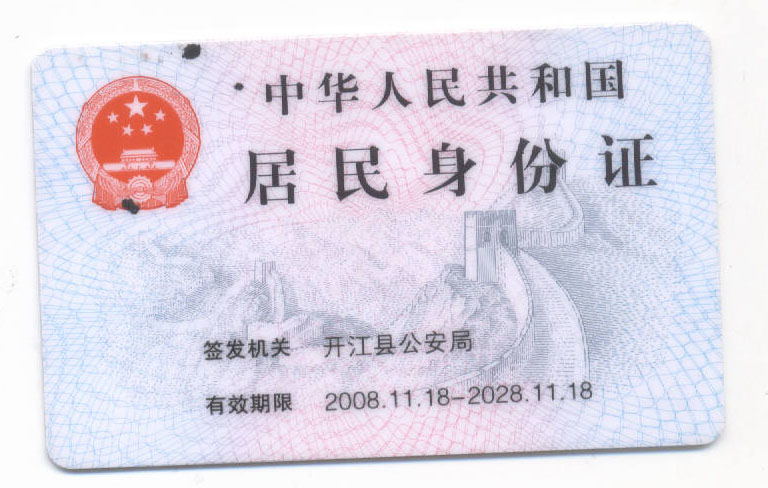 中华人民共和国
居民身份证
签发机关 开江县公安局
有效期限 2008.11.18-2028.11.18